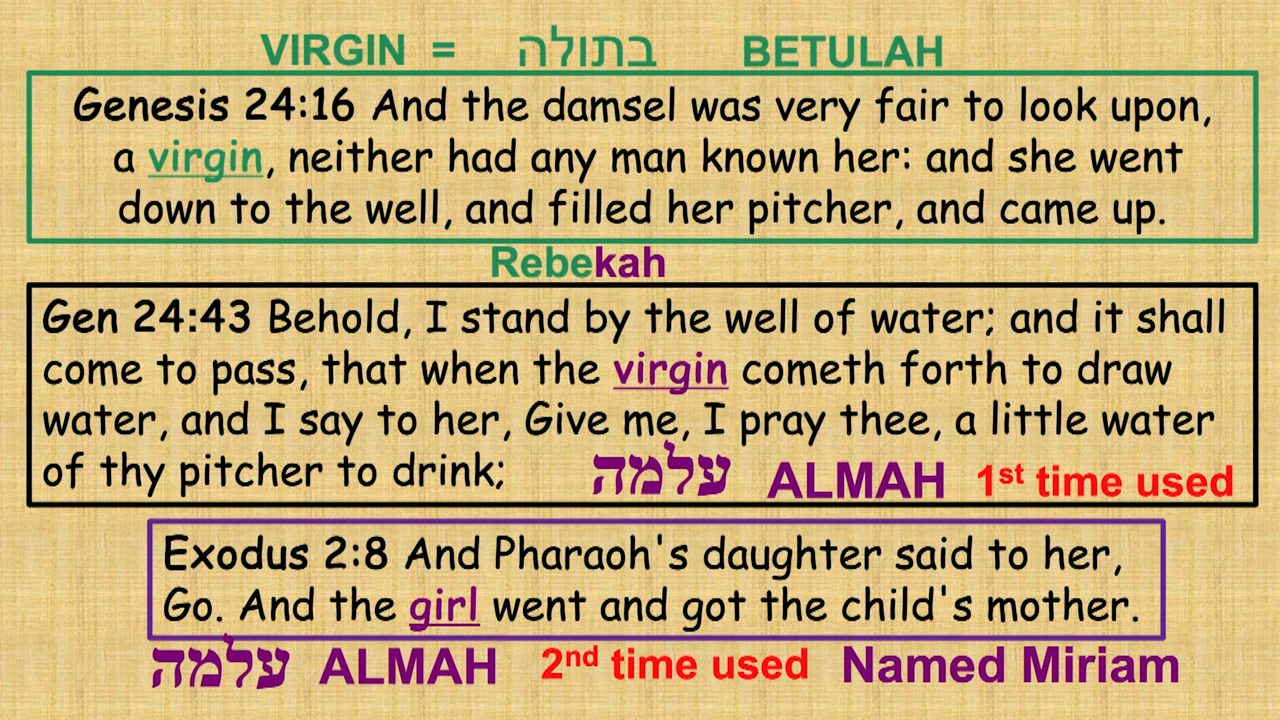 VIRGIN = בתולה BETULAH
Genesis 24:16 And the damsel was very fair to look upon,
a virgin, neither had any man known her: and she went
down to the well, and filled her pitcher, and came up.
Rebekah
Gen 24:43 Behold, I stand by the well of water; and it shall
come to pass, that when the virgin cometh forth to draw
water, and I say to her, Give me, I pray thee, a little water
of thy pitcher to drink; עלמה ALMAH 1st time used
Exodus 2:8 And Pharaoh's daughter said to her,
Go. And the girl went and got the child's mother.
עלמה ALMAH 2nd time used Named Miriam